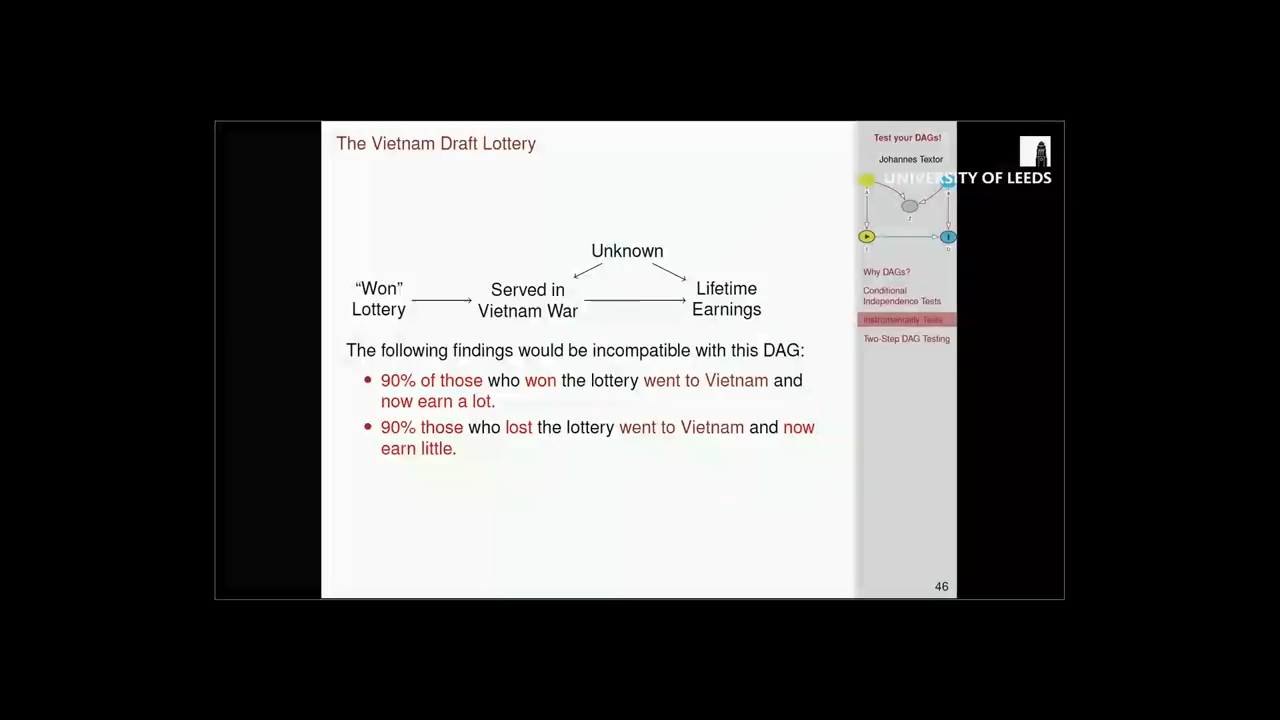 The Vietnam Draft Lottery
Unknown
“Won”
Lottery
Served in
Vietnam War
Lifetime
Earnings
The following findings would be incompatible with this DAG:
• 90% of those who won the lottery went to Vietnam and
now earn a lot.
• 90% those who lost the lottery went to Vietnam and now
earn little.
Test your DAGs!
Johannes Textor
UNIVERSITY OF LEEDS
Why DAGs?
Conditional
Independence Tests
Instrumentality Tests
Two-Step DAG Testing
46